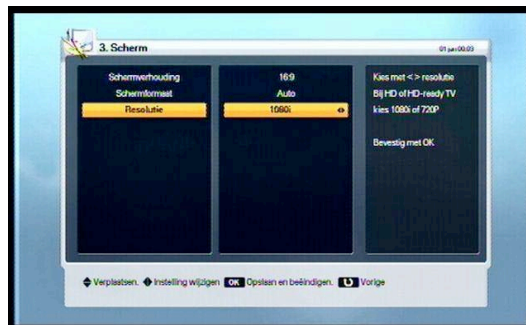 3. Scherm
01 jan 00:03
Schermverhouding 16:9
Schermformaat Auto
Resolutie 1080i
Kies met < > resolutie
Bij HD of HD-ready TV
kies 1080i of 720P
Bevestig met OK
Verplaatsen. Instelling wijzigen OK Opslaan en beëindigen. Vorige